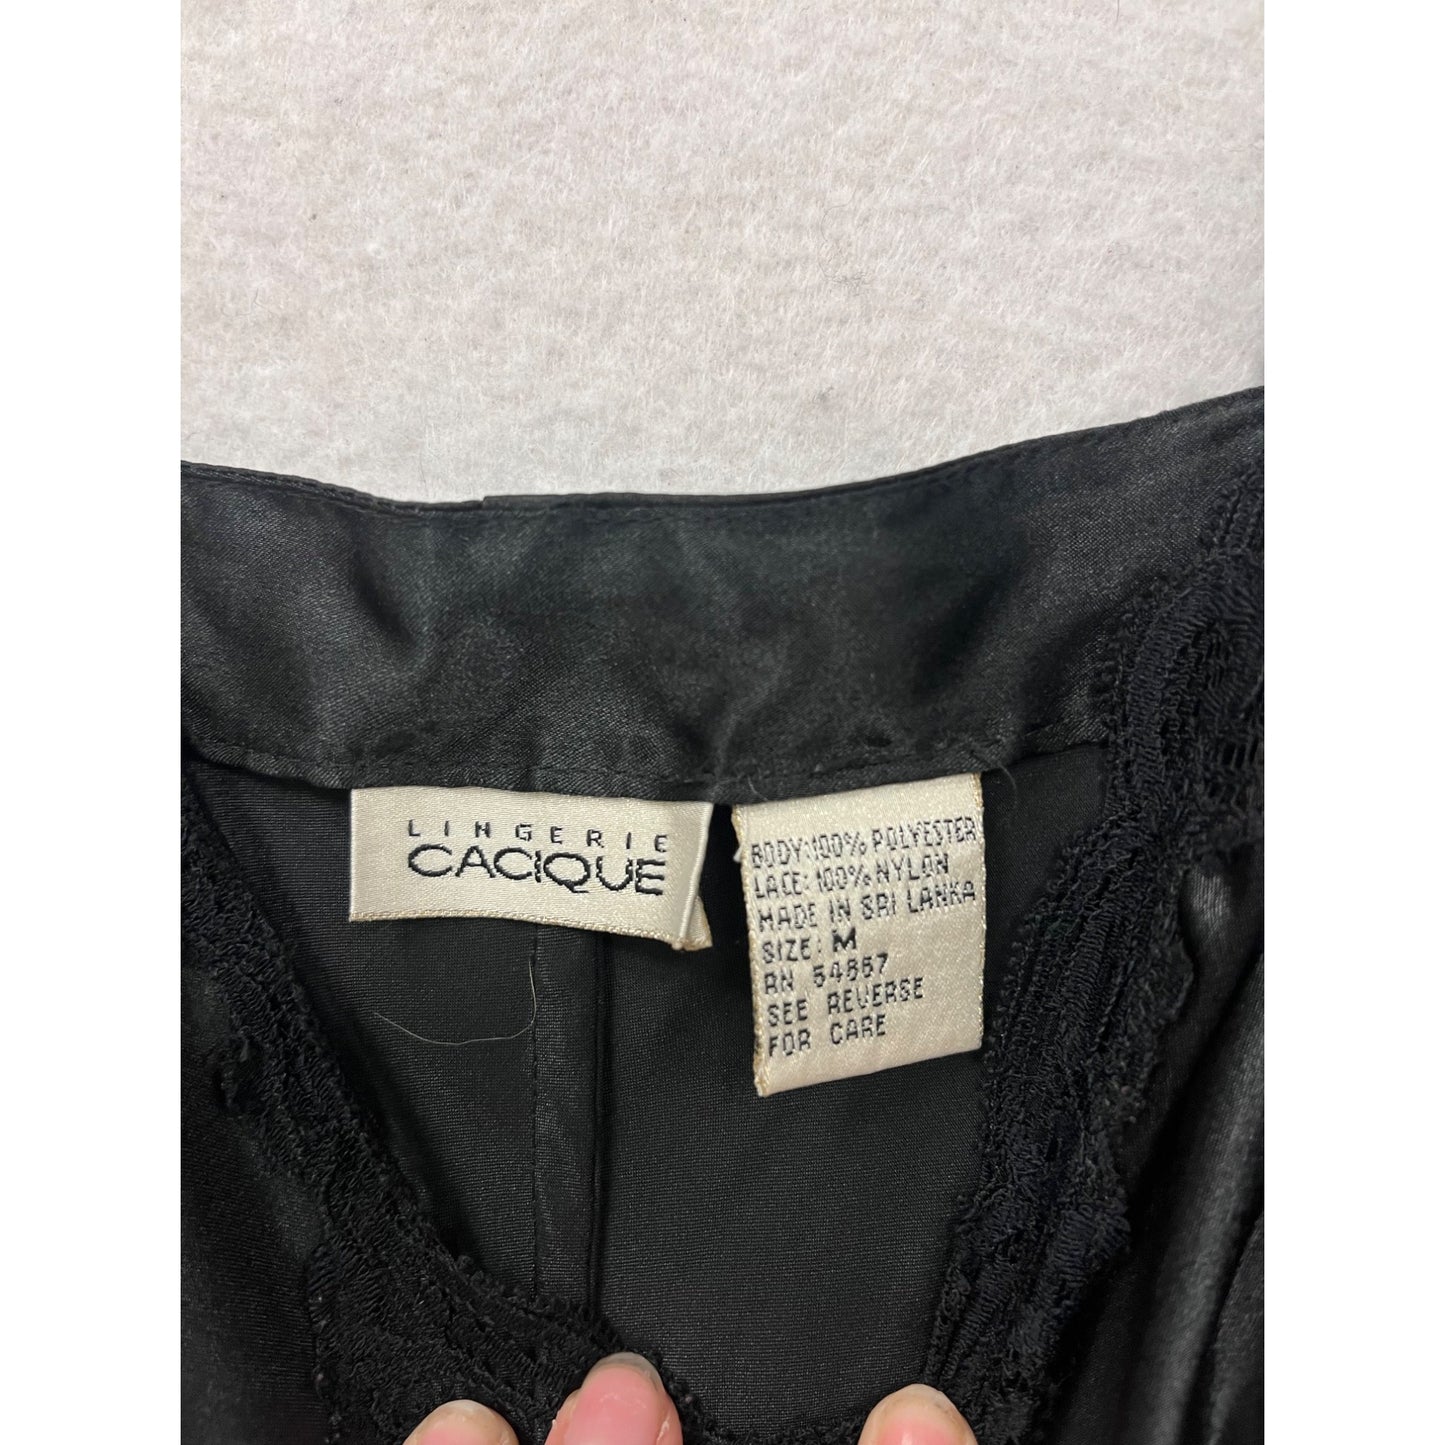 LINGERIE
CACIQUE
BODY:100% POLYESTER
LACE:100% NYLON
MADE IN SRI LANKA
SIZE: M
RN 54867
SEE REVERSE
FOR CARE